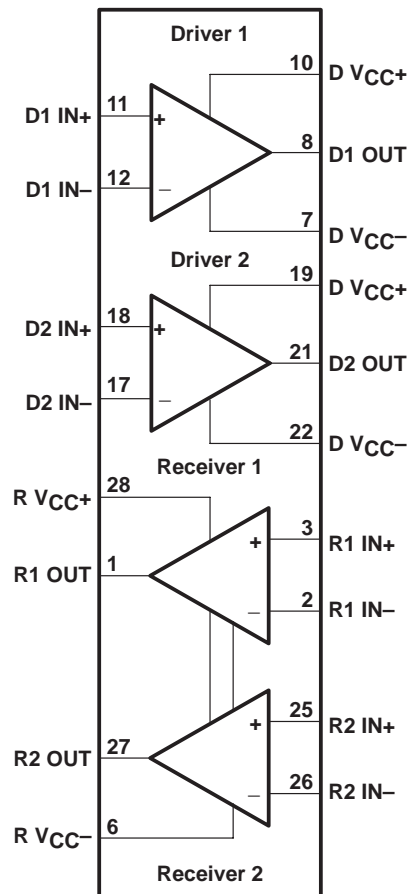 Driver 1
10
D VCC+
D1 IN+
11
+
8
D1 OUT
D1 IN–
12
–
7
D VCC–
Driver 2
19
D VCC+
D2 IN+
18
+
21
D2 OUT
D2 IN–
17
–
22
D VCC–
Receiver 1
R VCC+
28
+
3
R1 IN+
R1 OUT
1
–
2
R1 IN–
+
25
R2 IN+
R2 OUT
27
–
26
R2 IN–
R VCC–
6
Receiver 2